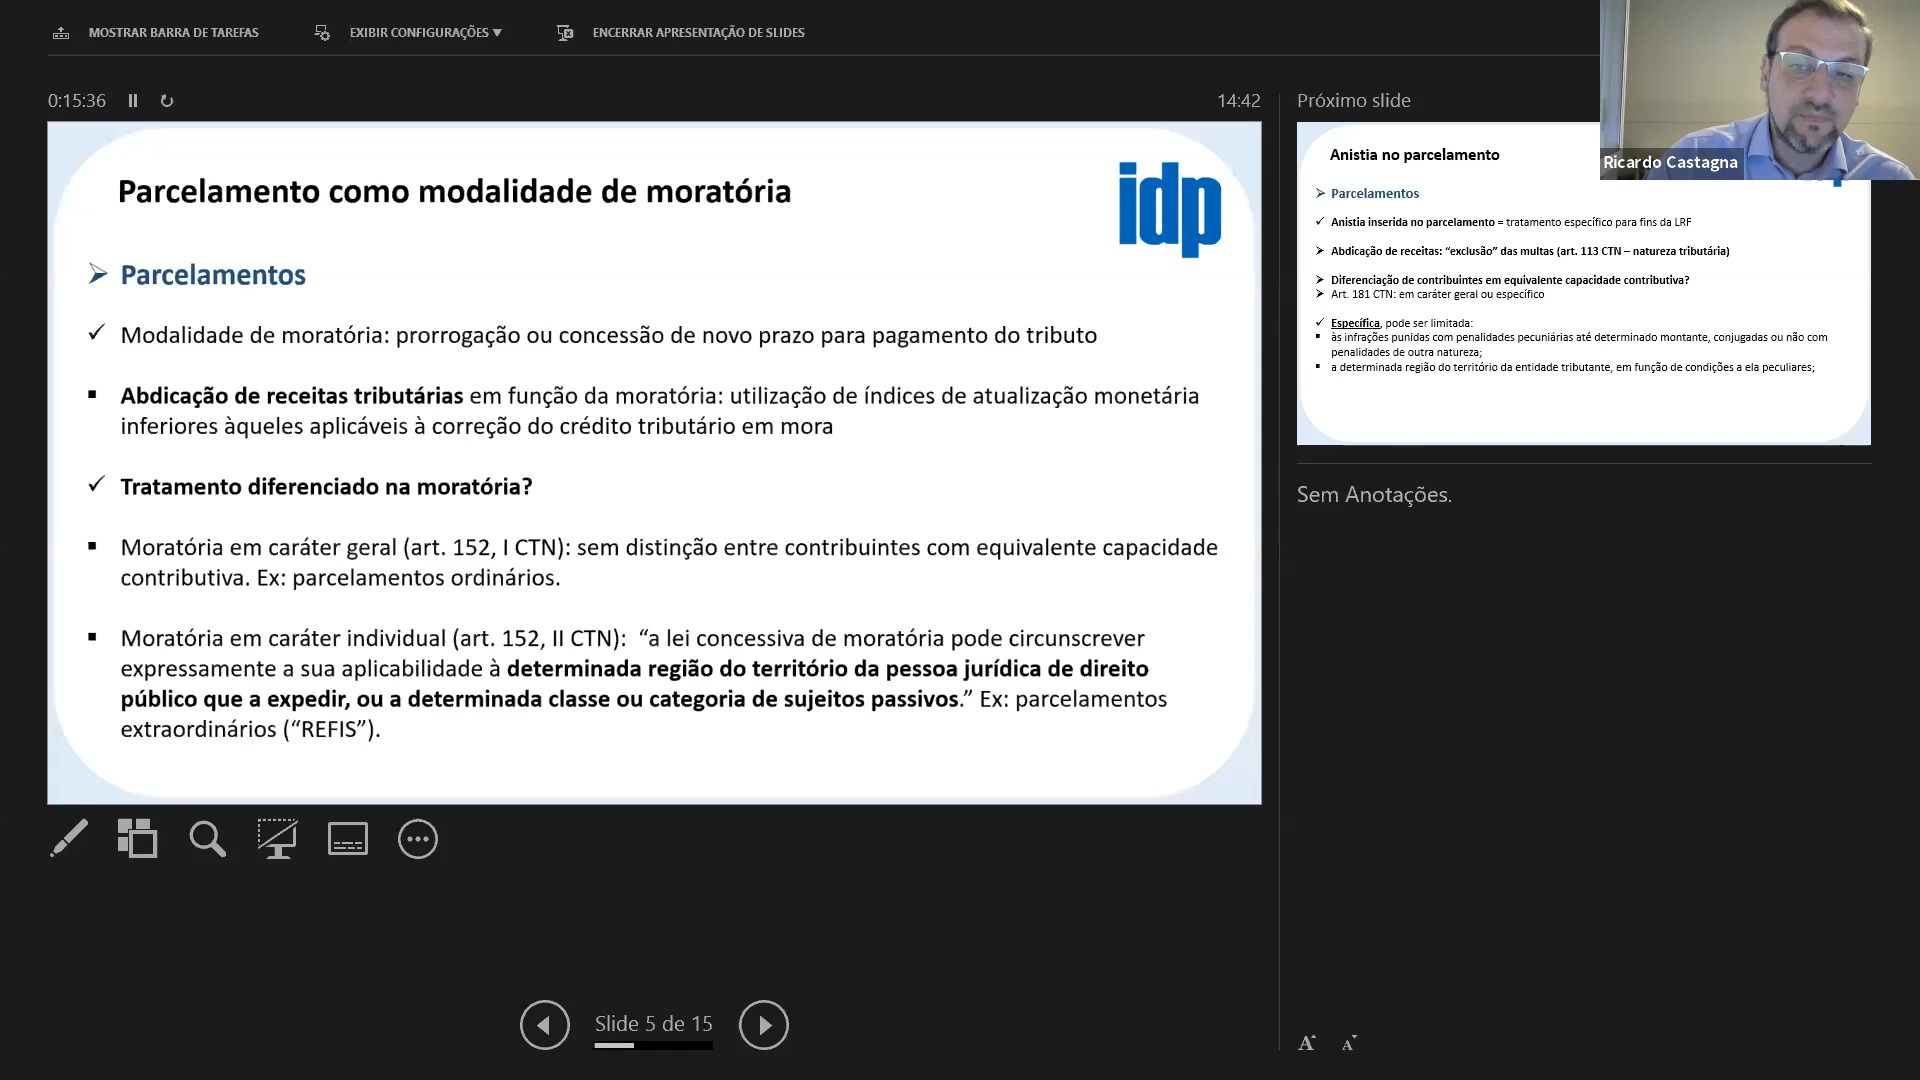 MOSTRAR BARRA DE TAREFAS
EXIBIR CONFIGURAÇÕES ▼
ENCERRAR APRESENTAÇÃO DE SLIDES
0:15:36
14:42
Parcelamento como modalidade de moratória
idp
➢ Parcelamentos
✓ Modalidade de moratória: prorrogação ou concessão de novo prazo para pagamento do tributo
▪ Abdicação de receitas tributárias em função da moratória: utilização de índices de atualização monetária
inferiores àqueles aplicáveis à correção do crédito tributário em mora
✓ Tratamento diferenciado na moratória?
▪ Moratória em caráter geral (art. 152, I CTN): sem distinção entre contribuintes com equivalente capacidade
contributiva. Ex: parcelamentos ordinários.
▪ Moratória em caráter individual (art. 152, II CTN): “a lei concessiva de moratória pode circunscrever
expressamente a sua aplicabilidade à determinada região do território da pessoa jurídica de direito
público que a expedir, ou a determinada classe ou categoria de sujeitos passivos.” Ex: parcelamentos
extraordinários (“REFIS”).
Slide 5 de 15
Próximo slide
Ricardo Castagna
Anistia no parcelamento
➢ Parcelamentos
✓ Anistia inserida no parcelamento = tratamento específico para fins da LRF
➢ Abdicação de receitas: “exclusão” das multas (art. 113 CTN – natureza tributária)
➢ Diferenciação de contribuintes em equivalente capacidade contributiva?
➢ Art. 181 CTN: em caráter geral ou específico
✓ Específica, pode ser limitada:
▪ às infrações punidas com penalidades pecuniárias até determinado montante, conjugadas ou não com
penalidades de outra natureza;
▪ a determinada região do território da entidade tributante, em função de condições a ela peculiares;
Sem Anotações.
A A